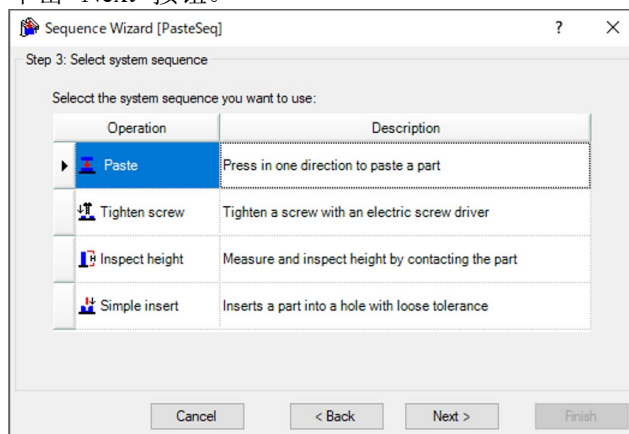 Sequence Wizard [PasteSeq] ? ×
Step 3: Select system sequence
Selecct the system sequence you want to use:
Operation Description
Paste Press in one direction to paste a part
Tighten screw Tighten a screw with an electric screw driver
Inspect height Measure and inspect height by contacting the part
Simple insert Inserts a part into a hole with loose tolerance
Cancel < Back Next > Finish